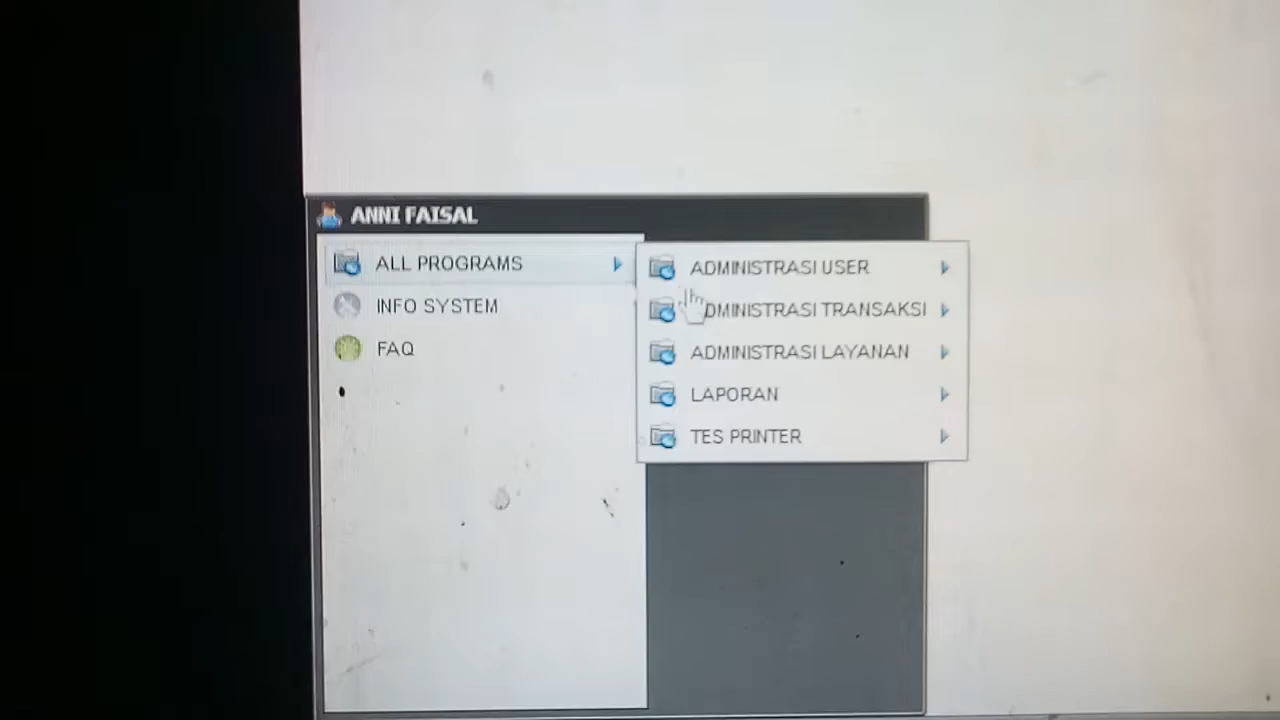 ANNI FAISAL
ALL PROGRAMS
INFO SYSTEM
FAQ
ADMINISTRASI USER
DMINISTRASI TRANSAKSI
ADMINISTRASI LAYANAN
LAPORAN
TES PRINTER